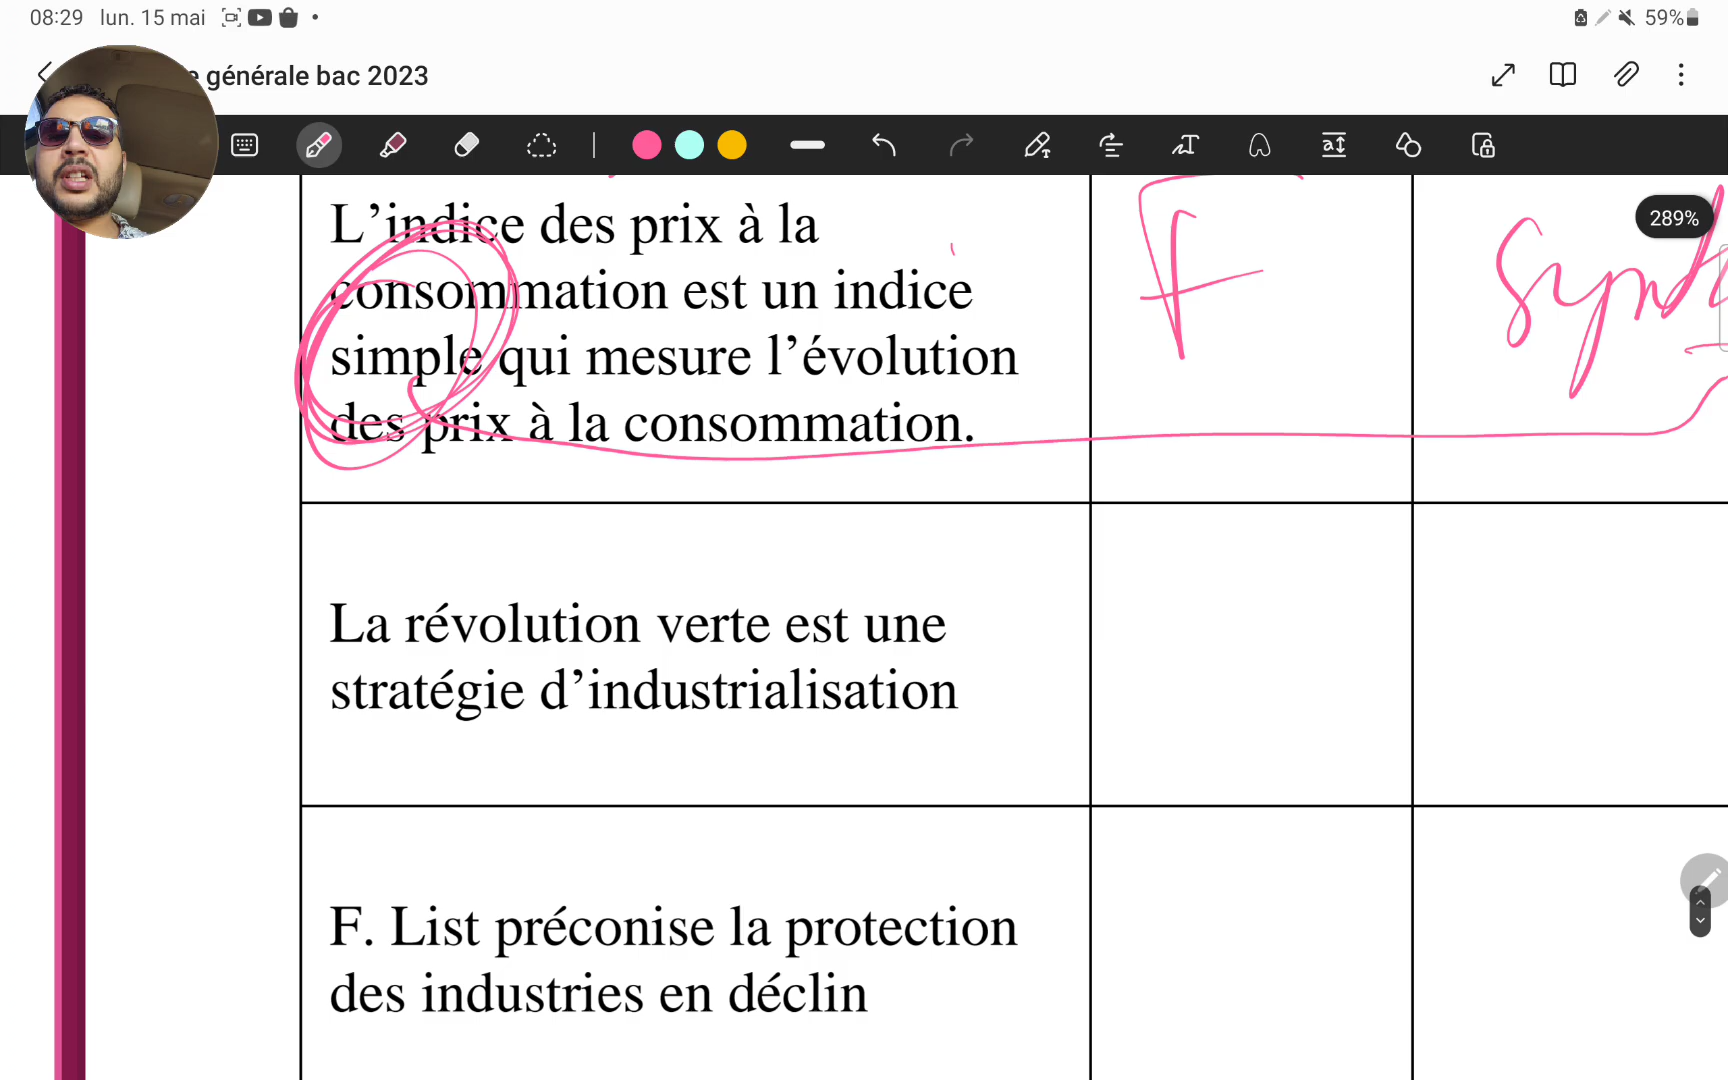 08:29 lun. 15 mai
59%
générale bac 2023
289%
L’indice des prix à la
consommation est un indice
simple qui mesure l’évolution
des prix à la consommation.
F
La révolution verte est une
stratégie d’industrialisation
F. List préconise la protection
des industries en déclin